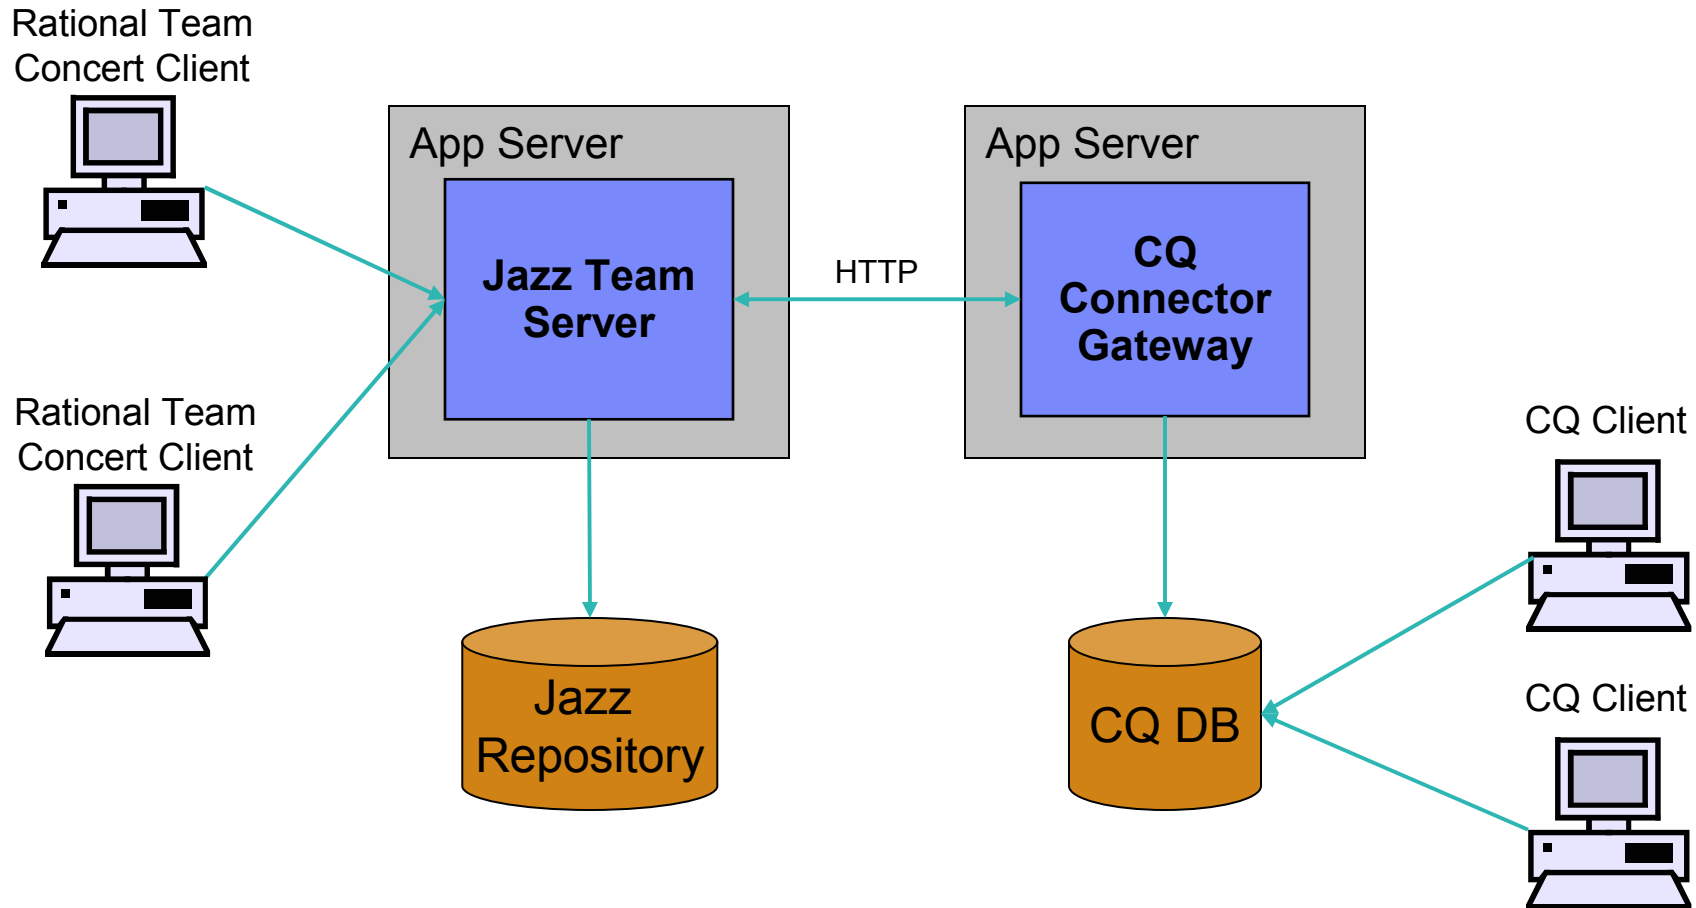 Rational Team
Concert Client
App Server
Jazz Team
Server
HTTP
App Server
CQ
Connector
Gateway
Rational Team
Concert Client
CQ Client
Jazz
Repository
CQ DB
CQ Client